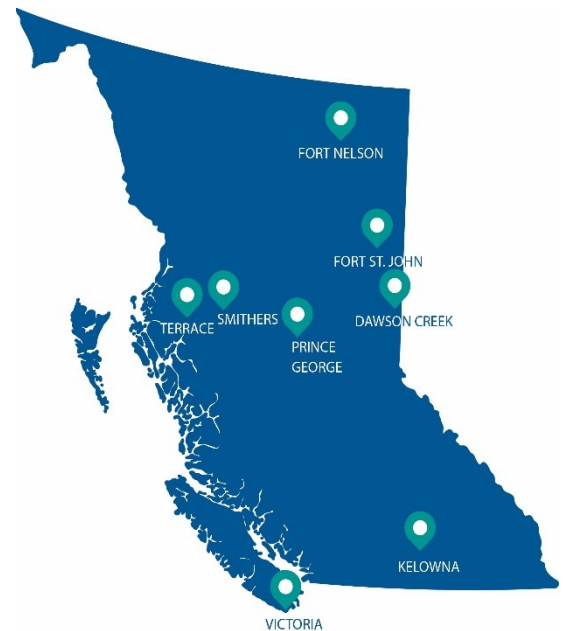 FORT NELSON
FORT ST. JOHN
SMITHERS
DAWSON CREEK
TERRACE
PRINCE
GEORGE
KELOWNA
VICTORIA